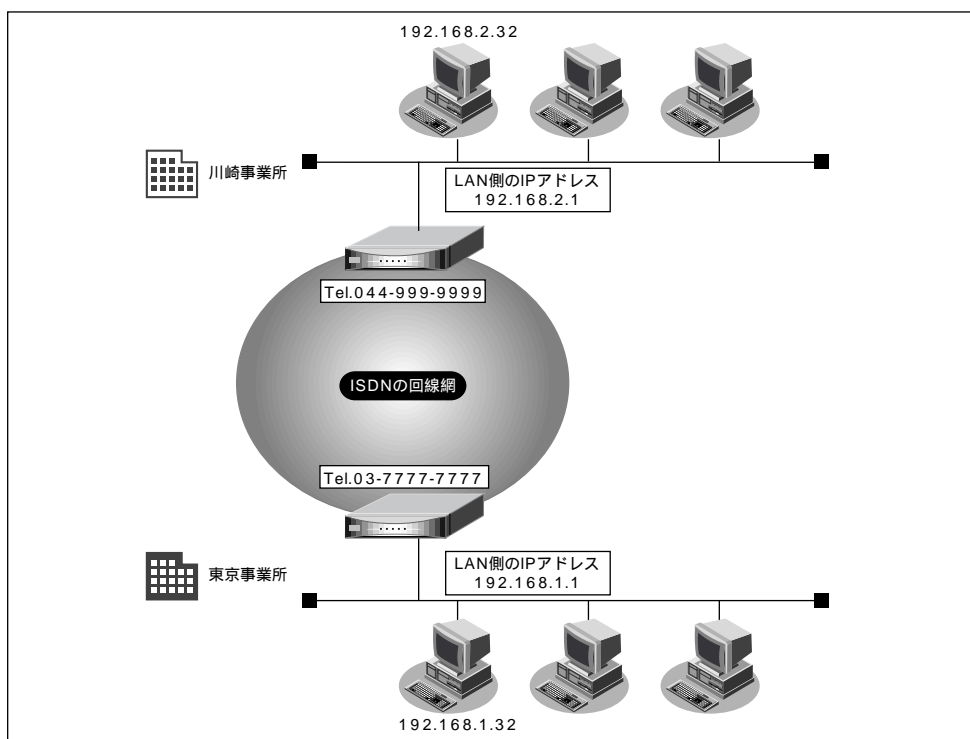 192.168.2.32
川崎事業所
LAN側のIPアドレス
192.168.2.1
Tel.044-999-9999
ISDNの回線網
Tel.03-7777-7777
LAN側のIPアドレス
192.168.1.1
東京事業所
192.168.1.32